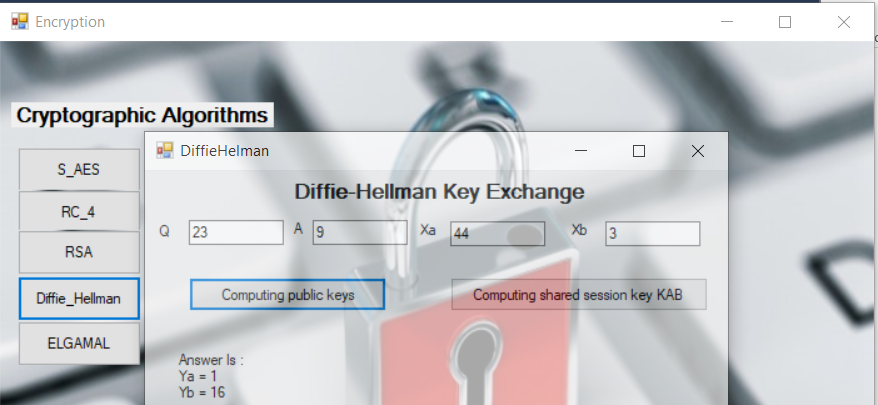 Encryption
Cryptographic Algorithms
DiffieHelman
S_AES
Diffie-Hellman Key Exchange
RC_4
Q 23 A 9 Xa 44 Xb 3
RSA
Diffie_Hellman
Computing public keys Computing shared session key KAB
ELGAMAL
Answer Is :
Ya = 1
Yb = 16